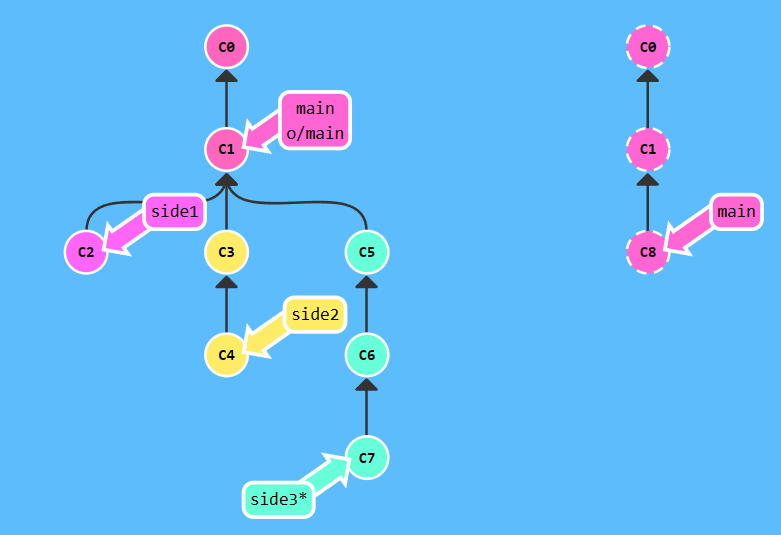 C0
C0
main
o/main
C1
C1
side1
main
C2
C3
C5
C8
side2
C4
C6
C7
side3*